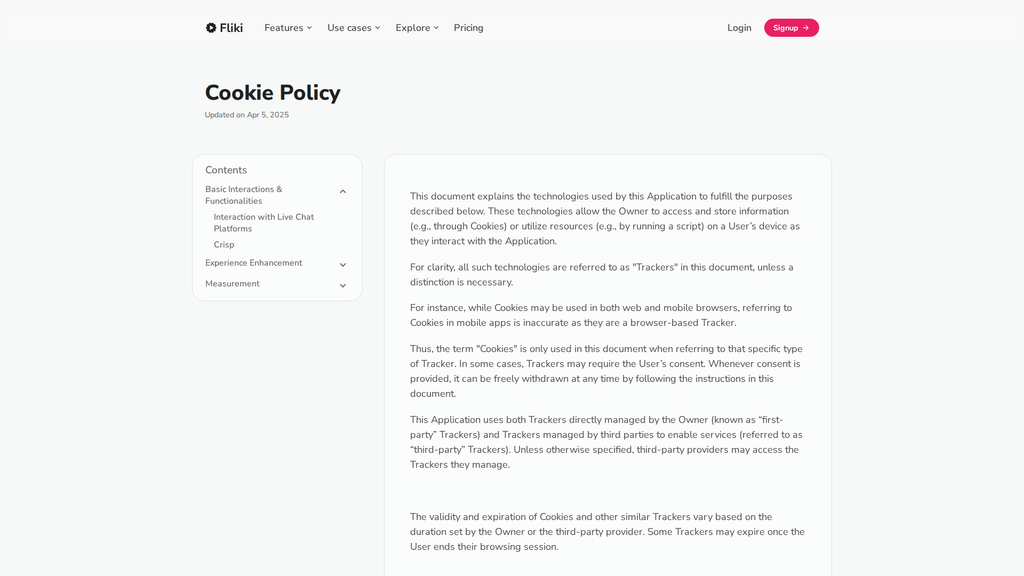 Fliki
Features
Use cases
Explore
Pricing
Login
Signup →
Cookie Policy
Updated on Apr 5, 2025
Contents
Basic Interactions &
Functionalities
Interaction with Live Chat
Platforms
Crisp
Experience Enhancement
Measurement
This document explains the technologies used by this Application to fulfill the purposes
described below. These technologies allow the Owner to access and store information
(e.g., through Cookies) or utilize resources (e.g., by running a script) on a User’s device as
they interact with the Application.
For clarity, all such technologies are referred to as "Trackers" in this document, unless a
distinction is necessary.
For instance, while Cookies may be used in both web and mobile browsers, referring to
Cookies in mobile apps is inaccurate as they are a browser-based Tracker.
Thus, the term "Cookies" is only used in this document when referring to that specific type
of Tracker. In some cases, Trackers may require the User’s consent. Whenever consent is
provided, it can be freely withdrawn at any time by following the instructions in this
document.
This Application uses both Trackers directly managed by the Owner (known as “first-
party” Trackers) and Trackers managed by third parties to enable services (referred to as
“third-party” Trackers). Unless otherwise specified, third-party providers may access the
Trackers they manage.
The validity and expiration of Cookies and other similar Trackers vary based on the
duration set by the Owner or the third-party provider. Some Trackers may expire once the
User ends their browsing session.